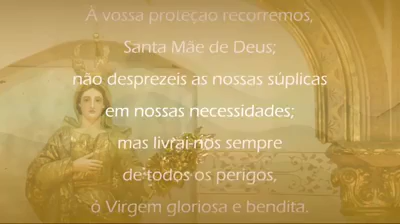 À vossa proteção recorremos,
Santa Mãe de Deus;
não desprezeis as nossas súplicas
em nossas necessidades;
mas livrai-nos sempre
de todos os perigos,
ó Virgem gloriosa e bendita.